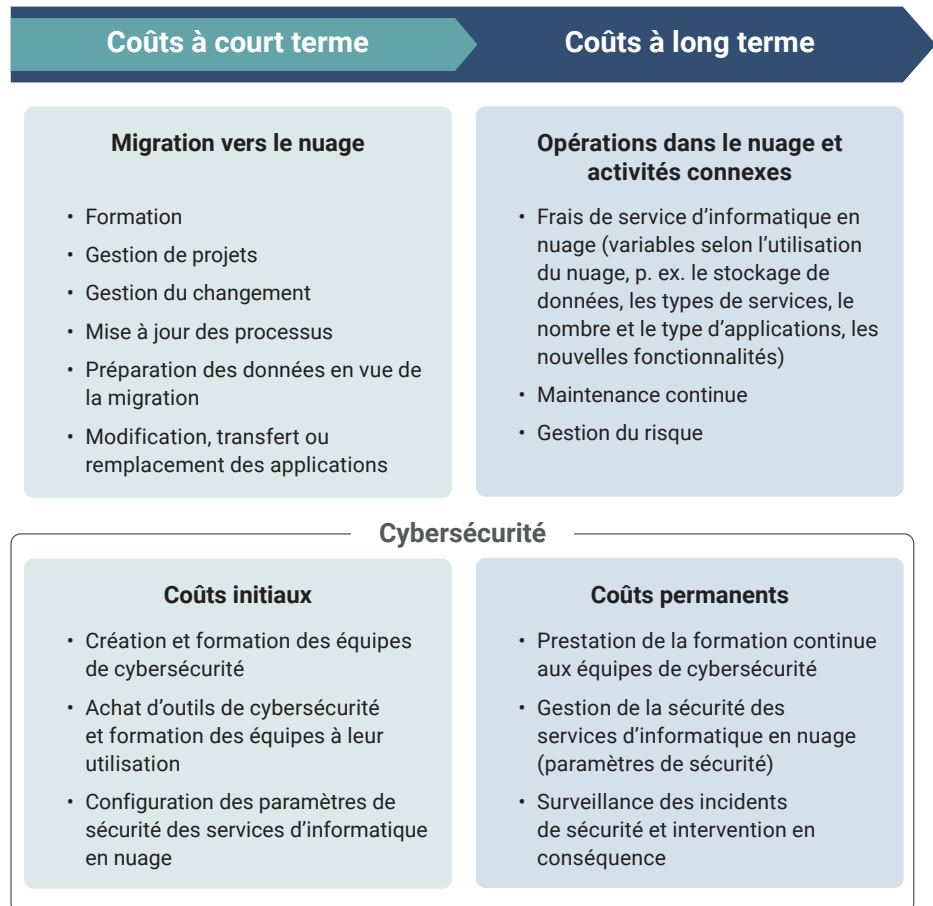 Coûts à court terme
Coûts à long terme
Migration vers le nuage
• Formation
• Gestion de projets
• Gestion du changement
• Mise à jour des processus
• Préparation des données en vue de
la migration
• Modification, transfert ou
remplacement des applications
Opérations dans le nuage et
activités connexes
• Frais de service d’informatique en
nuage (variables selon l’utilisation
du nuage, p. ex. le stockage de
données, les types de services, le
nombre et le type d’applications, les
nouvelles fonctionnalités)
• Maintenance continue
• Gestion du risque
Cybersécurité
Coûts initiaux
• Création et formation des équipes
de cybersécurité
• Achat d’outils de cybersécurité
et formation des équipes à leur
utilisation
• Configuration des paramètres de
sécurité des services d’informatique
en nuage
Coûts permanents
• Prestation de la formation continue
aux équipes de cybersécurité
• Gestion de la sécurité des
services d’informatique en nuage
(paramètres de sécurité)
• Surveillance des incidents
de sécurité et intervention en
conséquence